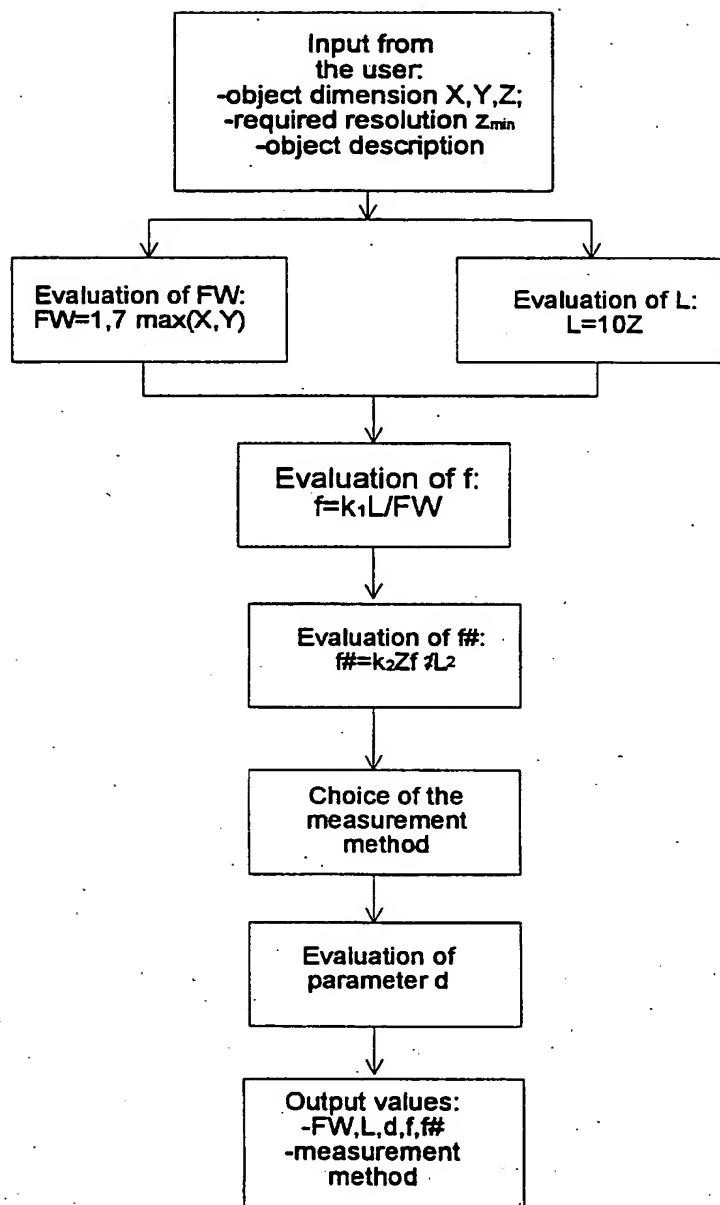 Input from
the user:
-object dimension X,Y,Z;
-required resolution zmin
-object description
Evaluation of FW:
FW=1,7 max(X,Y)
Evaluation of L:
L=10Z
Evaluation of f:
f=k₁L/FW
Evaluation of f#:
f#=k₂Zf²/L²
Choice of the
measurement
method
Evaluation of
parameter d
Output values:
-FW,L,d,f,f#
-measurement
method